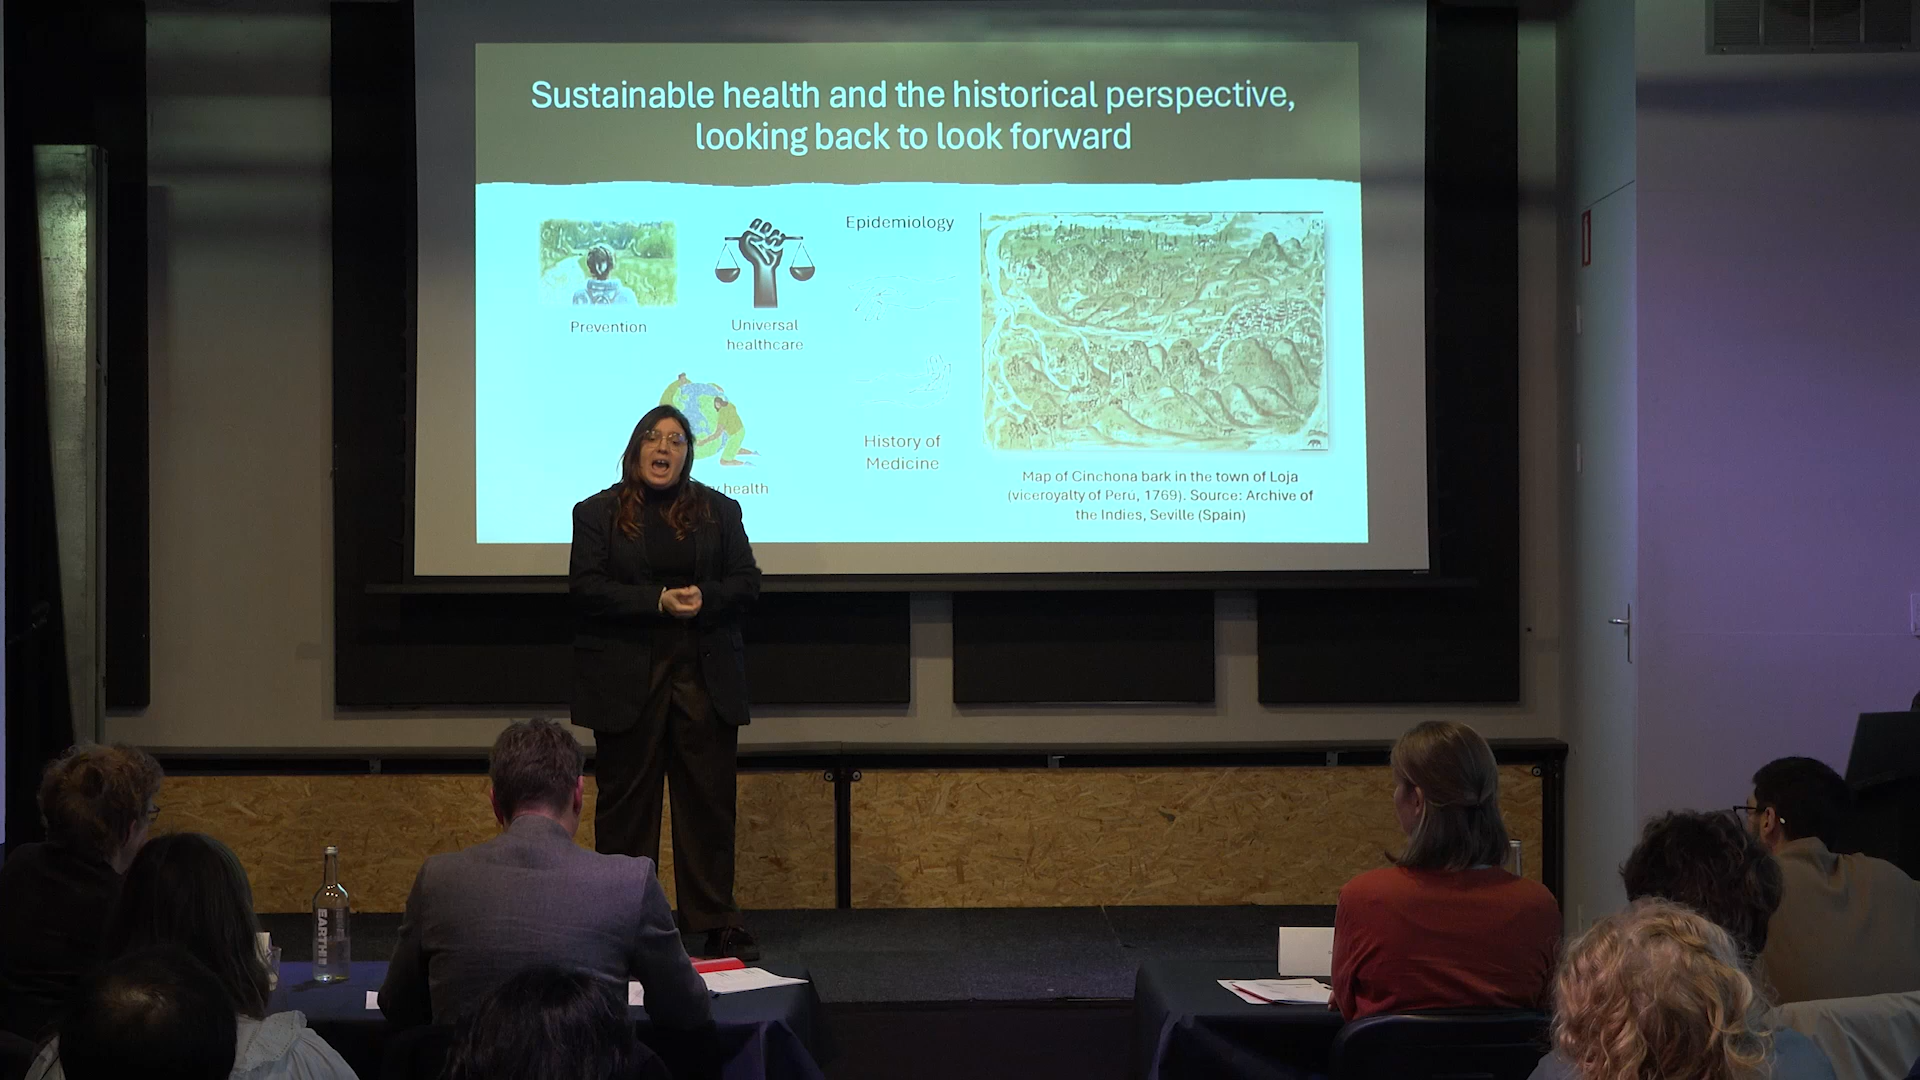 Sustainable health and the historical perspective,
looking back to look forward
Prevention
Universal
healthcare
health
Epidemiology
History of
Medicine
Map of Cinchona bark in the town of Loja
(viceroyalty of Perú, 1769). Source: Archive of
the Indies, Seville (Spain)
EARTH